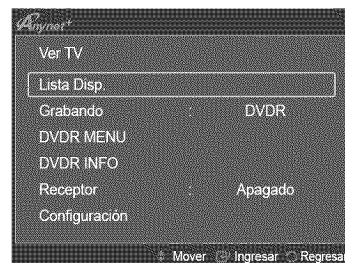 Anynet+
Ver TV
Lista Disp.
Grabando : DVDR
DVDR MENU
DVDR INFO
Receptor : Apagado
Configuración
Mover Ingresar Regresar